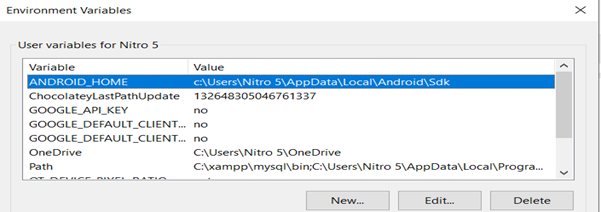 Environment Variables
User variables for Nitro 5
Variable Value
ANDROID_HOME c:\Users\Nitro 5\AppData\Local\Android\Sdk
ChocolateyLastPathUpdate 132648305046761337
GOOGLE_API_KEY no
GOOGLE_DEFAULT_CLIENT... no
GOOGLE_DEFAULT_CLIENT... no
OneDrive C:\Users\Nitro 5\OneDrive
Path C:\xampp\mysql\bin;C:\Users\Nitro 5\AppData\Local\Progra...
New... Edit... Delete